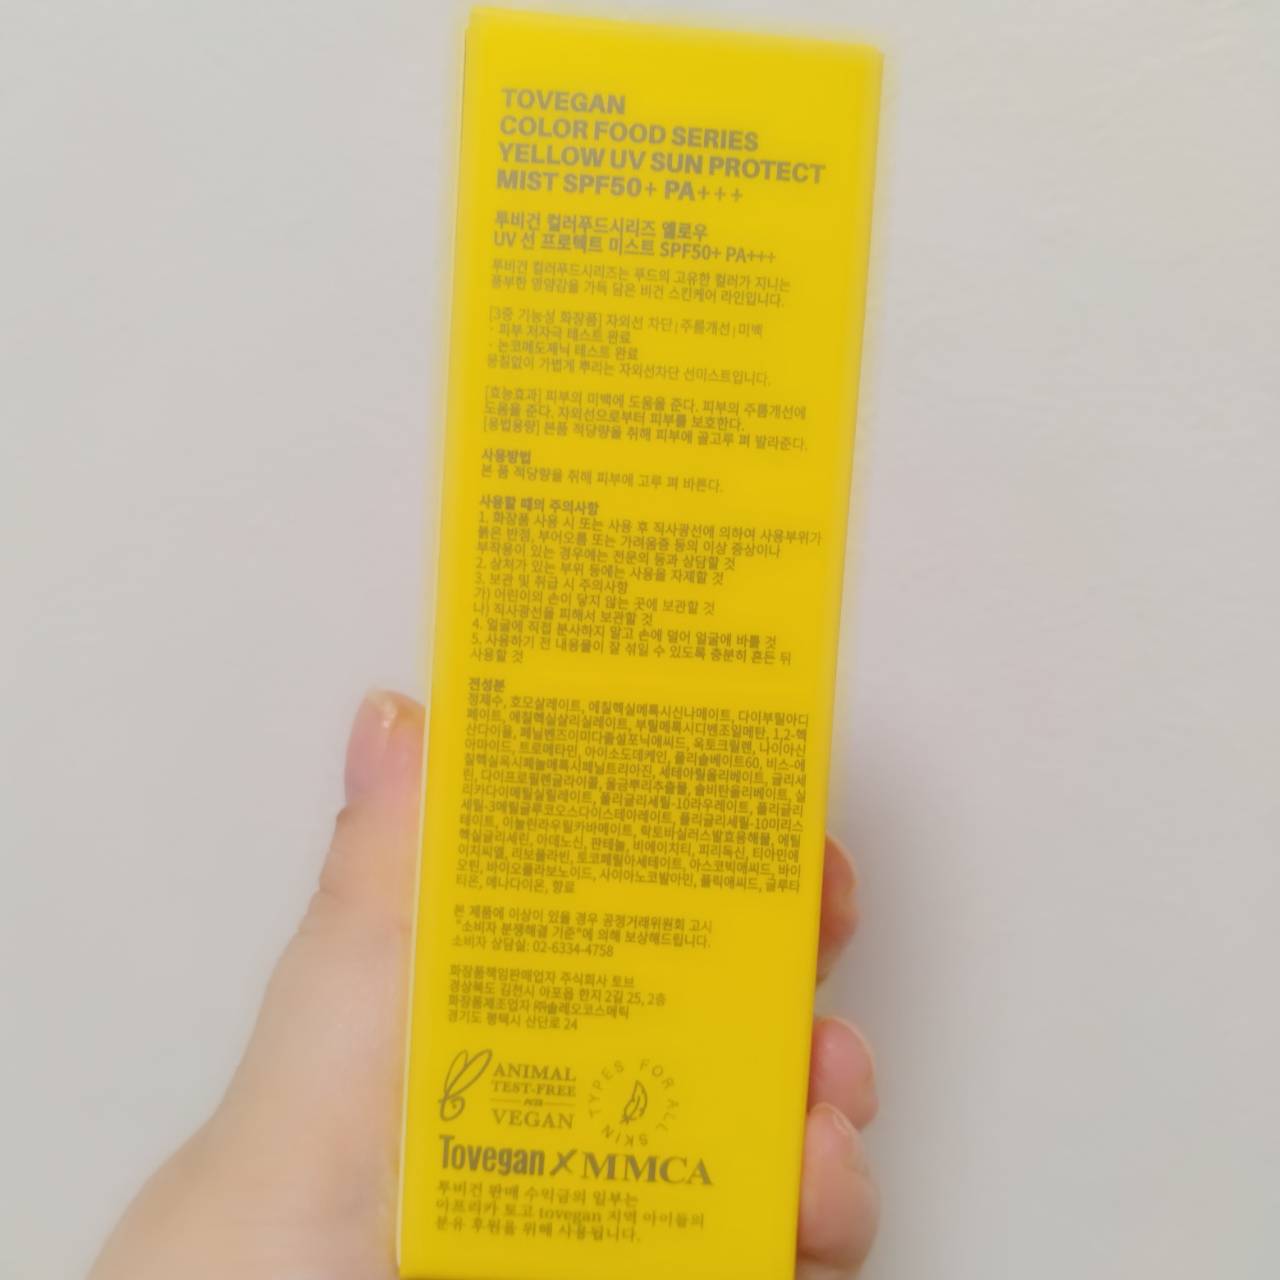 TOVEGAN
COLOR FOOD SERIES
YELLOW UV SUN PROTECT
MIST SPF50+ PA+++
투비건 컬러푸드시리즈 옐로우
UV 선 프로텍트 미스트 SPF50+ PA+++
투비건 컬러푸드시리즈는 푸드의 고유한 컬러가 지니는
풍부한 영양감을 가득 담은 비건 스킨케어 라인입니다.
[3중 기능성 화장품] 자외선 차단 | 주름개선 | 미백
- 피부 저자극 테스트 완료
- 논코메도제닉 테스트 완료
뭉침없이 가볍게 뿌리는 자외선차단 선미스트입니다.
[효능효과] 피부의 미백에 도움을 준다. 피부의 주름개선에
도움을 준다. 자외선으로부터 피부를 보호한다.
[용법용량] 본품 적당량을 취해 피부에 골고루 펴 발라준다.
사용방법
본 품 적당량을 취해 피부에 고루 펴 바른다.
사용할 때의 주의사항
1. 화장품 사용 시 또는 사용 후 직사광선에 의하여 사용부위가
붉은 반점, 부어오름 또는 가려움증 등의 이상 증상이나
부작용이 있는 경우에는 전문의 등과 상담할 것
2. 상처가 있는 부위 등에는 사용을 자제할 것
3. 보관 및 취급 시 주의사항
가) 어린이의 손이 닿지 않는 곳에 보관할 것
나) 직사광선을 피해서 보관할 것
4. 얼굴에 직접 분사하지 말고 손에 덜어 얼굴에 바를 것
5. 사용하기 전 내용물이 잘 섞일 수 있도록 충분히 흔든 뒤
사용할 것
전성분
정제수, 호모살레이트, 에칠헥실메톡시신나메이트, 다이부틸아디
페이트, 에칠헥실살리실레이트, 부틸메톡시디벤조일메탄, 1,2-헥
산다이올, 페닐벤즈이미다졸설포닉애씨드, 옥토크릴렌, 나이아신
아마이드, 트로메타민, 아이소도데케인, 폴리솔베이트60, 비스-에
칠헥실옥시페놀메톡시페닐트리아진, 세테아릴올리베이트, 글리세
린, 다이프로필렌글라이콜, 울금뿌리추출물, 솔비탄올리베이트, 실
리카다이메틸실릴레이트, 폴리글리세릴-10라우레이트, 폴리글리
세릴-3메틸글루코오스다이스테아레이트, 폴리글리세릴-10미리스
테이트, 이눌린라우릴카바메이트, 락토바실러스발효용해물, 에틸
헥실글리세린, 아데노신, 판테놀, 비에이치티, 피리독신, 티아민에
이치씨엘, 리보플라빈, 토코페릴아세테이트, 아스코빅애씨드, 바이
오틴, 바이오플라보노이드, 사이아노코발아민, 폴릭애씨드, 글루타
티온, 메나다이온, 향료
본 제품에 이상이 있을 경우 공정거래위원회 고시
"소비자 분쟁해결 기준"에 의해 보상해드립니다.
소비자 상담실: 02-6334-4758
화장품책임판매업자 주식회사 토브
경상북도 김천시 아포읍 한지 2길 25, 2층
화장품제조업자 ㈜솔레오코스메틱
경기도 평택시 산단로 24
ANIMAL
TEST-FREE
AND
VEGAN
TYPES FOR ALL SKIN
Tovegan X MMCA
투비건 판매 수익금의 일부는
아프리카 토고 tovegan 지역 아이들의
분유 후원을 위해 사용됩니다.